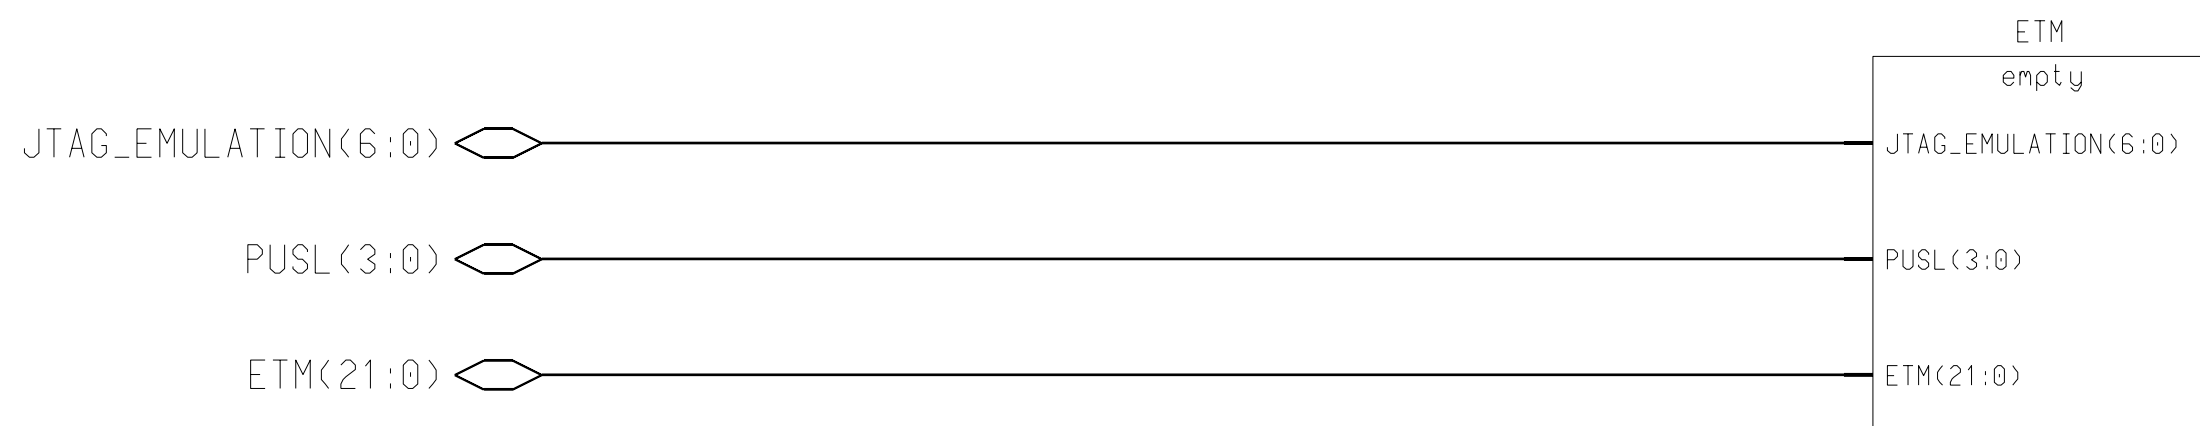 ETM
empty
JTAG_EMULATION(6:0) JTAG_EMULATION(6:0)
PUSL(3:0) PUSL(3:0)
ETM(21:0) ETM(21:0)